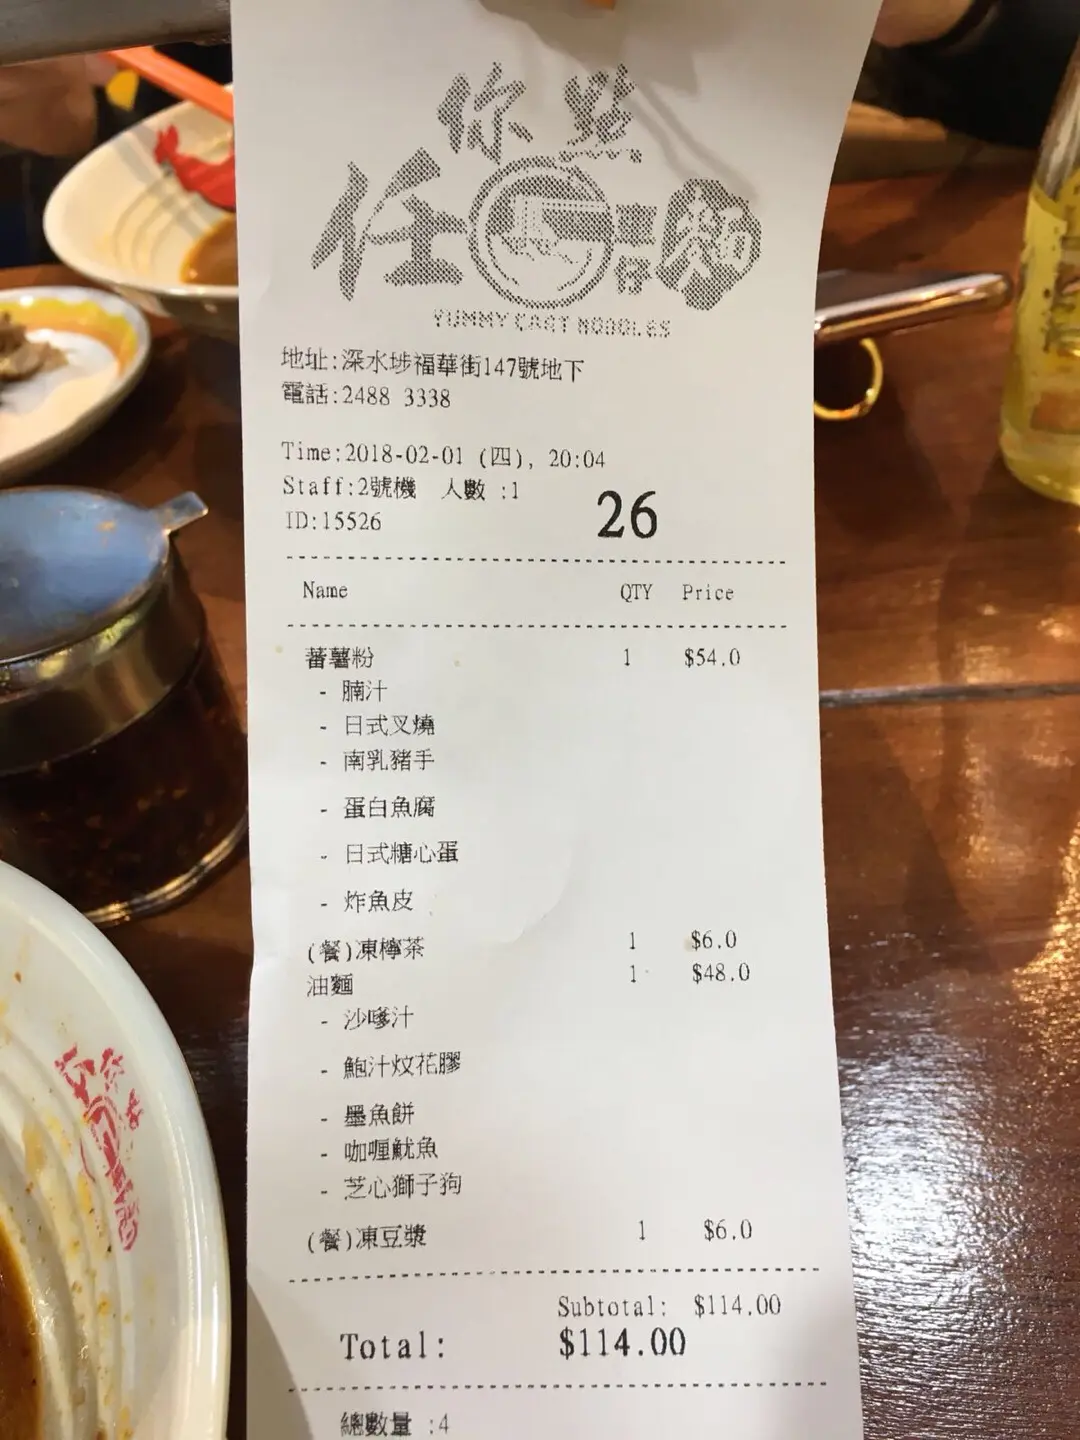 你點
任 車仔麵
YUMMY CART NOODLES
地址:深水埗福華街147號地下
電話:2488 3338
Time:2018-02-01 (四), 20:04
Staff:2號機 人數 :1
ID:15526 26
Name QTY Price
蕃薯粉 1 $54.0
- 腩汁
- 日式叉燒
- 南乳豬手
- 蛋白魚腐
- 日式糖心蛋
- 炸魚皮
(餐)凍檸茶 1 $6.0
油麵 1 $48.0
- 沙嗲汁
- 鮑汁炆花膠
- 墨魚餅
- 咖喱魷魚
- 芝心獅子狗
(餐)凍豆漿 1 $6.0
Subtotal: $114.00
Total: $114.00
總數量 :4